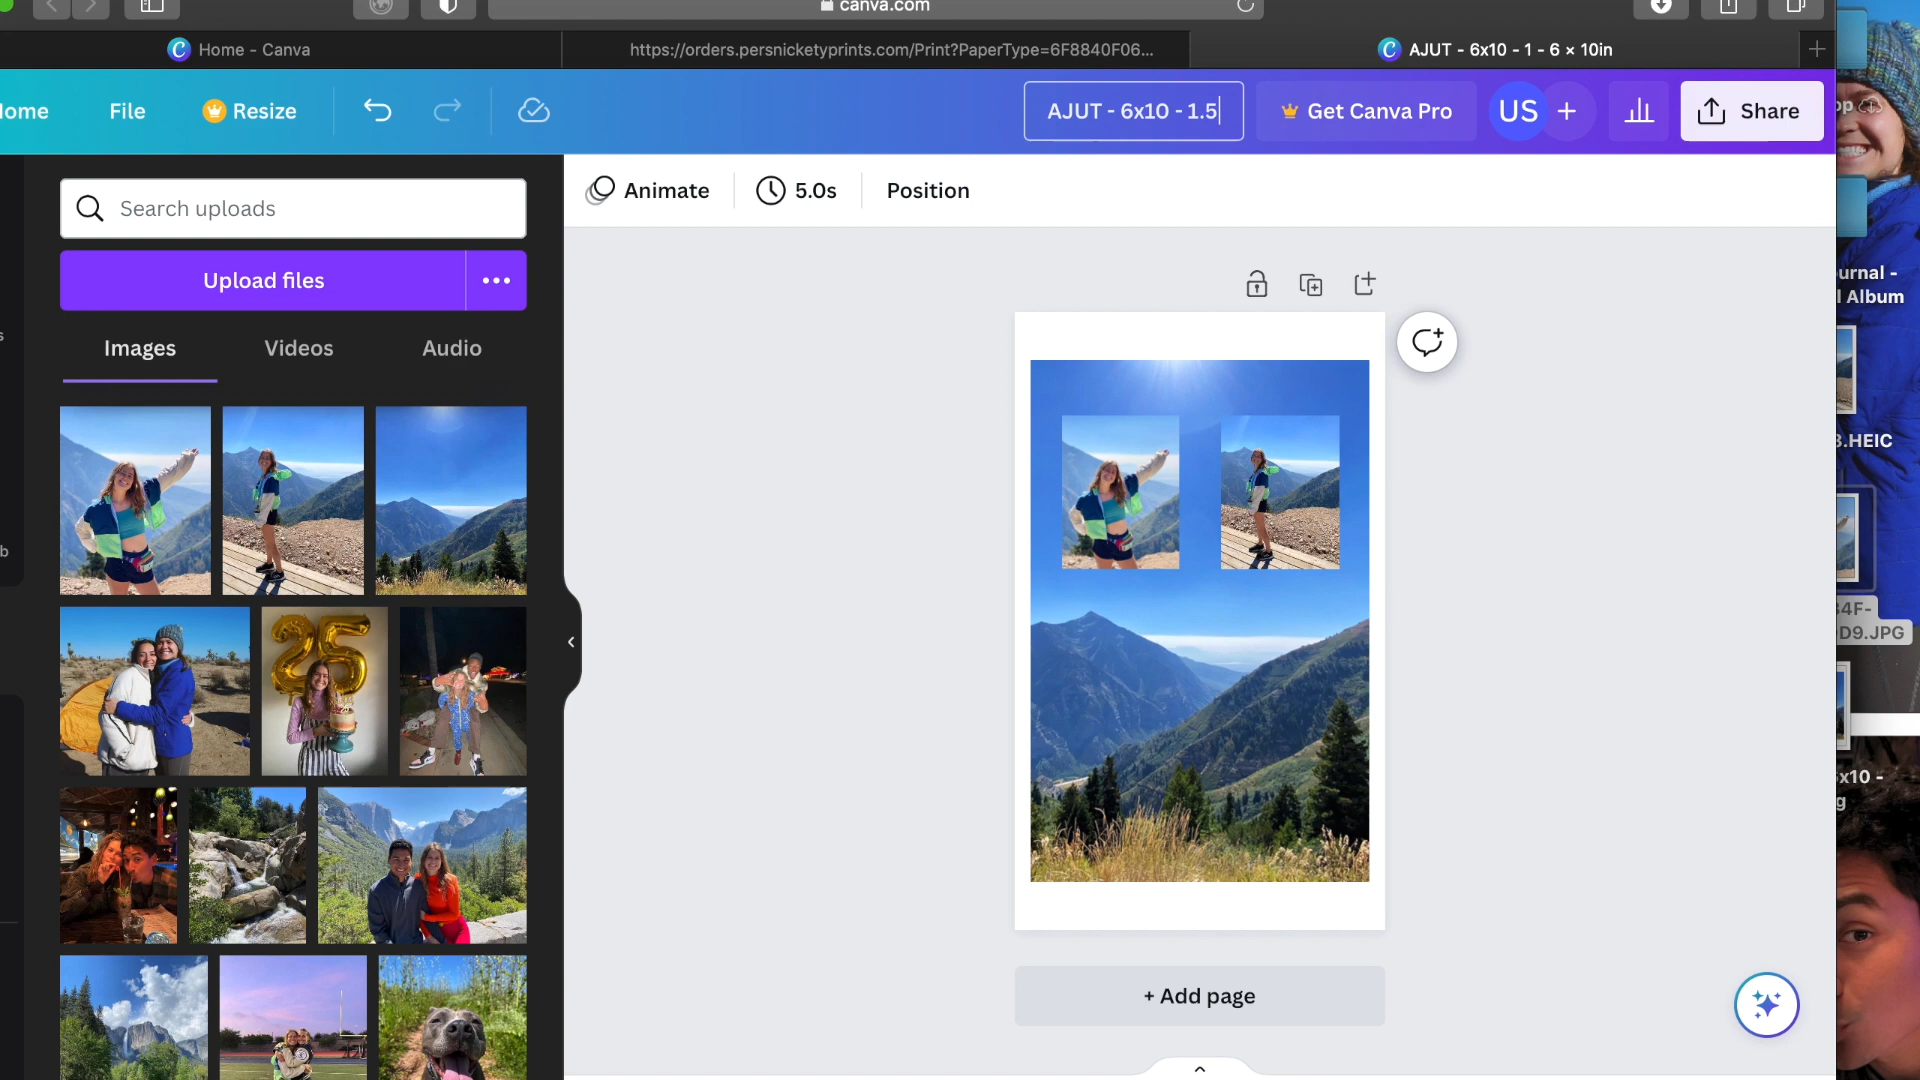 canva.com
Home - Canva
https://orders.persnicketyprints.com/Print?PaperType=6F8840F06...
AJUT - 6x10 - 1 - 6 × 10in
ome
File
Resize
AJUT - 6x10 - 1.5
Get Canva Pro
US
Share
op
Search uploads
Animate
5.0s
Position
Upload files
urnal -
l Album
s
Images
Videos
Audio
3.HEIC
b
25
34F-
D9.JPG
x10 -
g
+ Add page